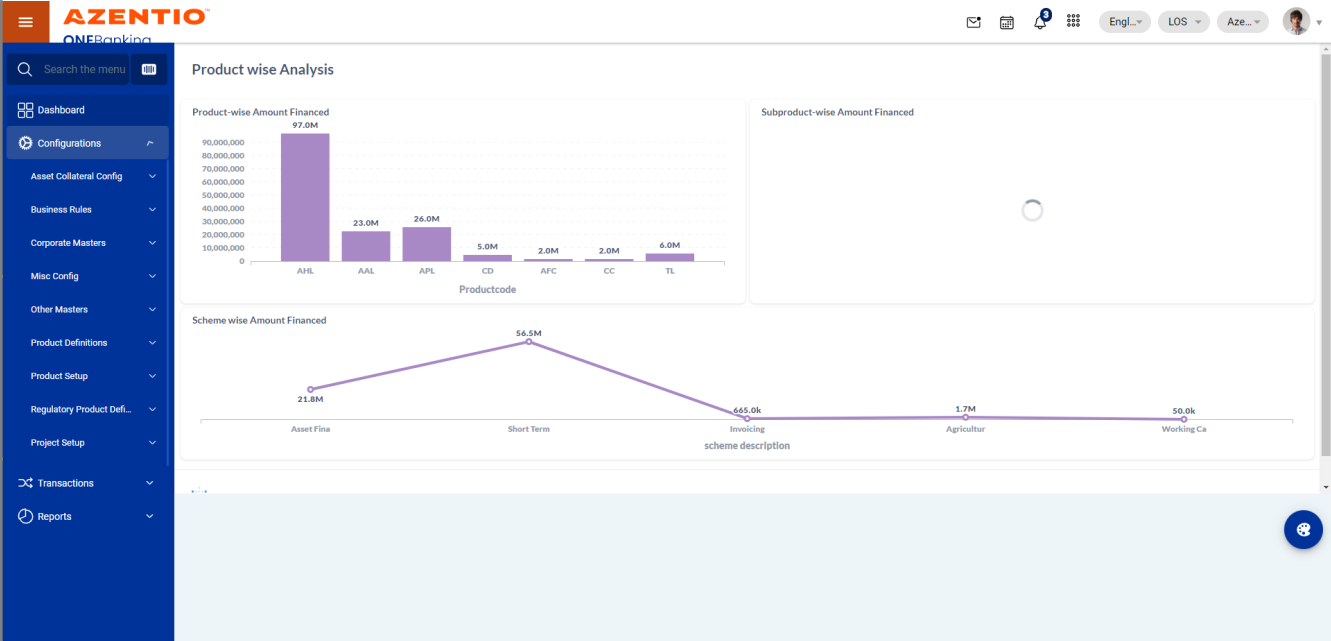 AZENTIO
ONEBanking
3
Engl...
LOS
Aze...
Search the menu
Dashboard
Configurations
Asset Collateral Config
Business Rules
Corporate Masters
Misc Config
Other Masters
Product Definitions
Product Setup
Regulatory Product Defi...
Project Setup
Transactions
Reports
Product wise Analysis
Product-wise Amount Financed
97.0M
90,000,000
80,000,000
70,000,000
60,000,000
50,000,000
40,000,000
30,000,000
20,000,000
10,000,000
0
23.0M
26.0M
5.0M
2.0M
2.0M
6.0M
AHL AAL APL CD AFC CC TL
Productcode
Subproduct-wise Amount Financed
Scheme wise Amount Financed
56.5M
21.8M
665.0k
1.7M
50.0k
Asset Fina Short Term Invoicing Agricultur Working Ca
scheme description